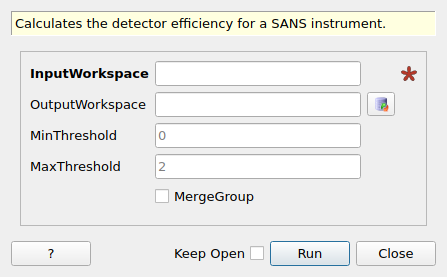 Calculates the detector efficiency for a SANS instrument.
InputWorkspace
OutputWorkspace
MinThreshold 0
MaxThreshold 2
MergeGroup
? Keep Open Run Close